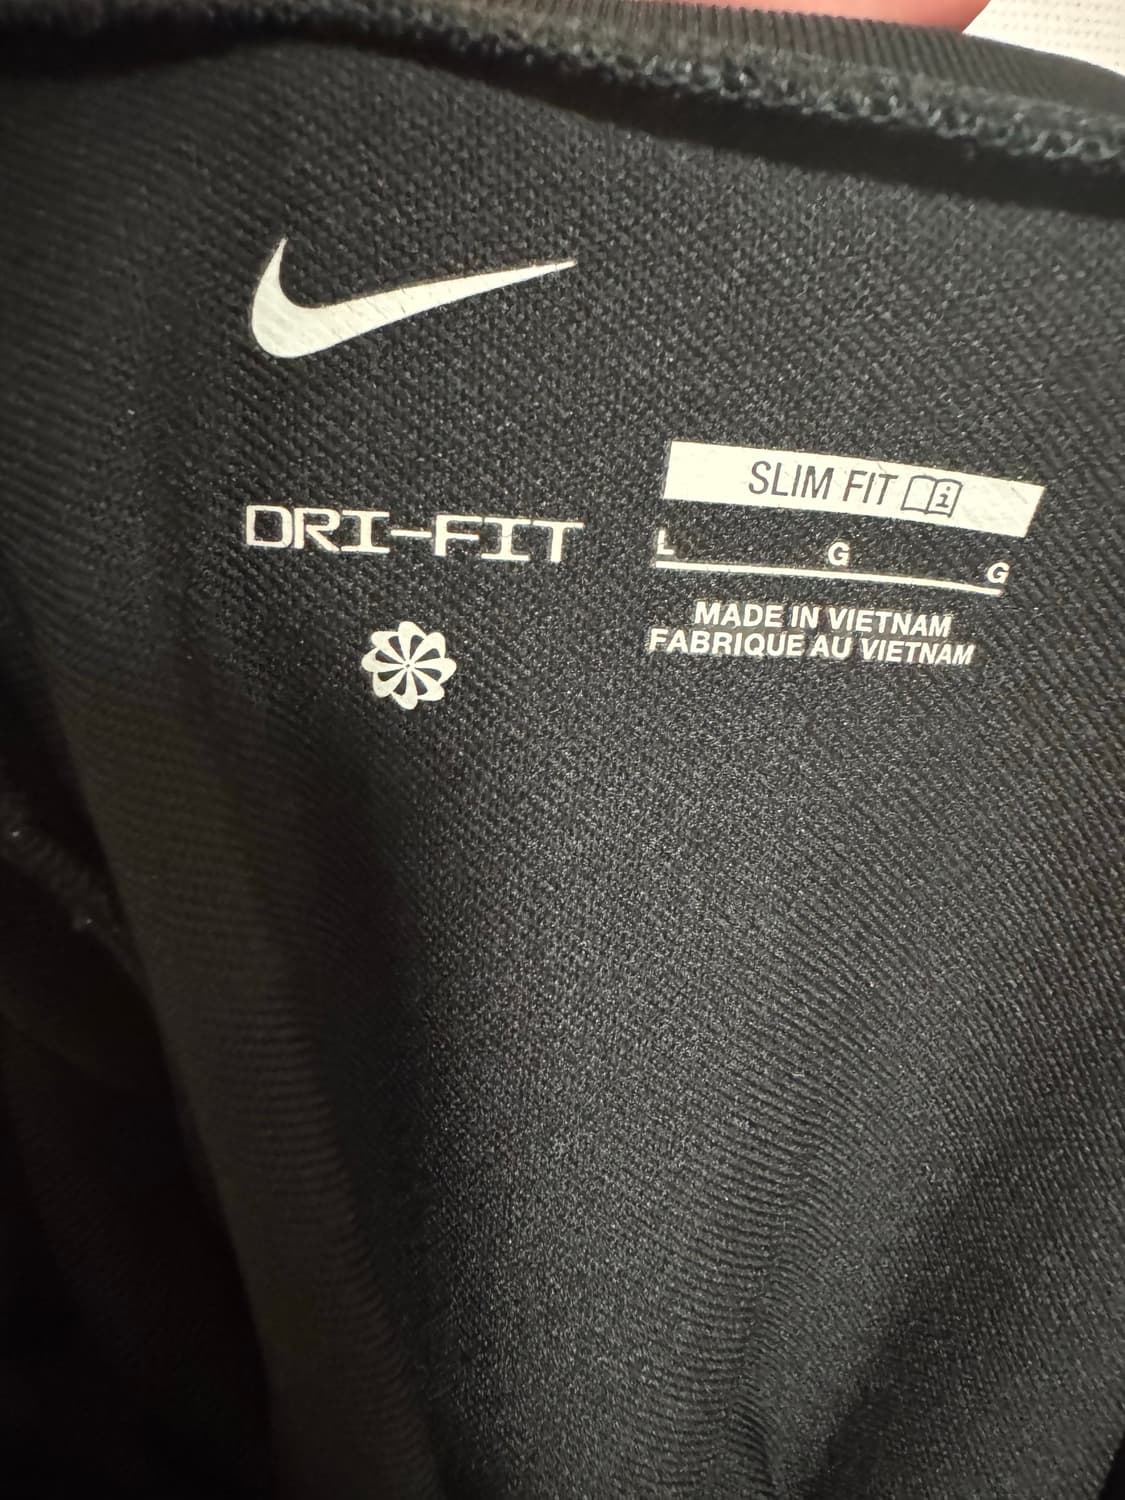 DRI-FIT
SLIM FIT
L G G
MADE IN VIETNAM
FABRIQUE AU VIETNAM